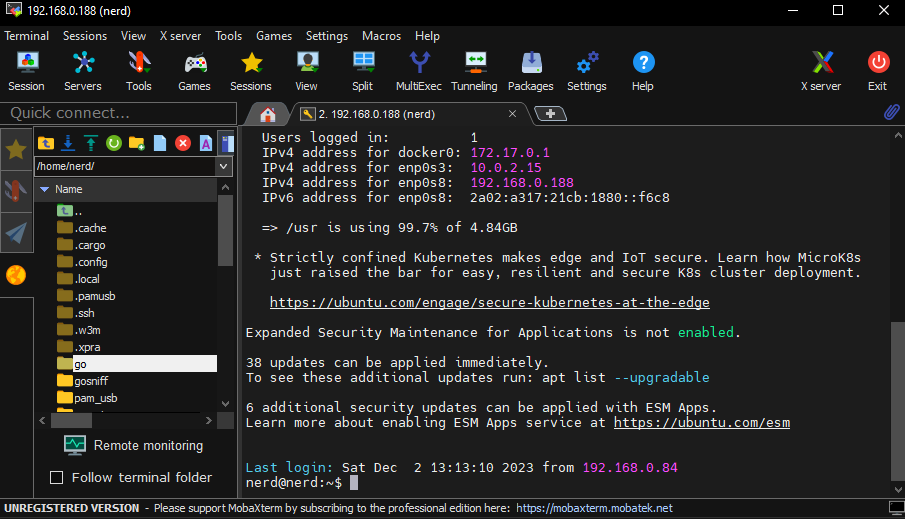 192.168.0.188 (nerd)
Terminal Sessions View X server Tools Games Settings Macros Help
Session Servers Tools Games Sessions View Split MultiExec Tunneling Packages Settings Help X server Exit
Quick connect...
2. 192.168.0.188 (nerd)
/home/nerd/
Name
..
.cache
.cargo
.config
.local
.pamusb
.ssh
.w3m
.xpra
go
gosniff
pam_usb
Remote monitoring
Follow terminal folder
Users logged in: 1
IPv4 address for docker0: 172.17.0.1
IPv4 address for enp0s3: 10.0.2.15
IPv4 address for enp0s8: 192.168.0.188
IPv6 address for enp0s8: 2a02:a317:21cb:1880::f6c8
=> /usr is using 99.7% of 4.84GB
* Strictly confined Kubernetes makes edge and IoT secure. Learn how MicroK8s
just raised the bar for easy, resilient and secure K8s cluster deployment.
https://ubuntu.com/engage/secure-kubernetes-at-the-edge
Expanded Security Maintenance for Applications is not enabled.
38 updates can be applied immediately.
To see these additional updates run: apt list --upgradable
6 additional security updates can be applied with ESM Apps.
Learn more about enabling ESM Apps service at https://ubuntu.com/esm
Last login: Sat Dec  2 13:13:10 2023 from 192.168.0.84
nerd@nerd:~$
UNREGISTERED VERSION - Please support MobaXterm by subscribing to the professional edition here: https://mobaxterm.mobatek.net